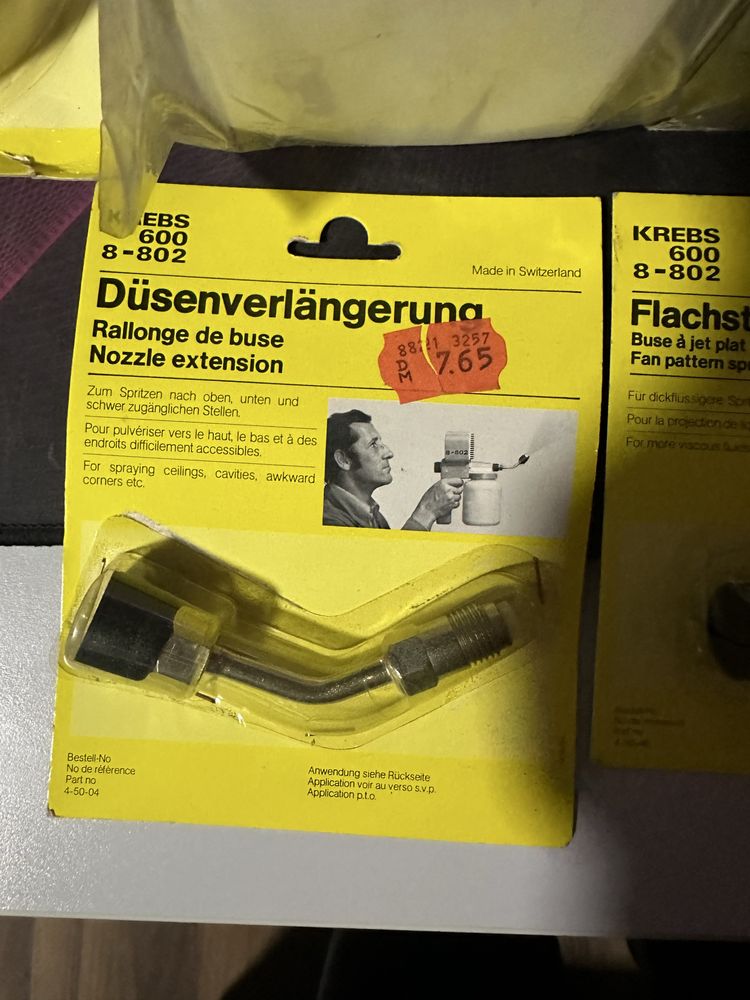 KREBS
600
8-802
Made in Switzerland
Düsenverlängerung
Rallonge de buse
Nozzle extension
3257
DM
7.65
Zum Spritzen nach oben, unten und
schwer zugänglichen Stellen.
Pour pulvériser vers le haut, le bas et à des
endroits difficilement accessibles.
For spraying ceilings, cavities, awkward
corners etc.
8-802
Bestell-No
No de référence
Part no
4-50-04
Anwendung siehe Rückseite
Application voir au verso s.v.p.
Application p.t.o.
KREBS
600
8-802
Flachst
Buse à jet plat
Fan pattern sp
Für dickflüssigere
Pour la projection de
For more viscous